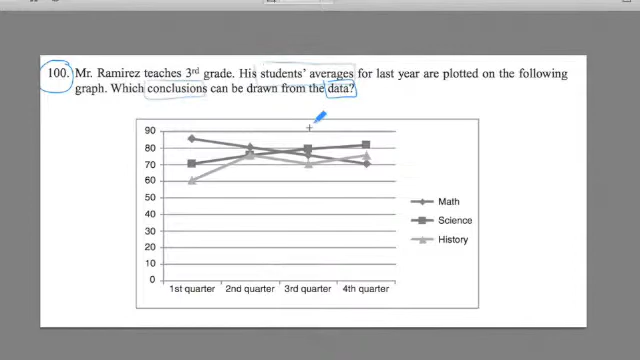 100. Mr. Ramirez teaches 3rd grade. His students' averages for last year are plotted on the following
graph. Which conclusions can be drawn from the data?
90
80
70
60
50
40
30
20
10
0
1st quarter 2nd quarter 3rd quarter 4th quarter
Math
Science
History